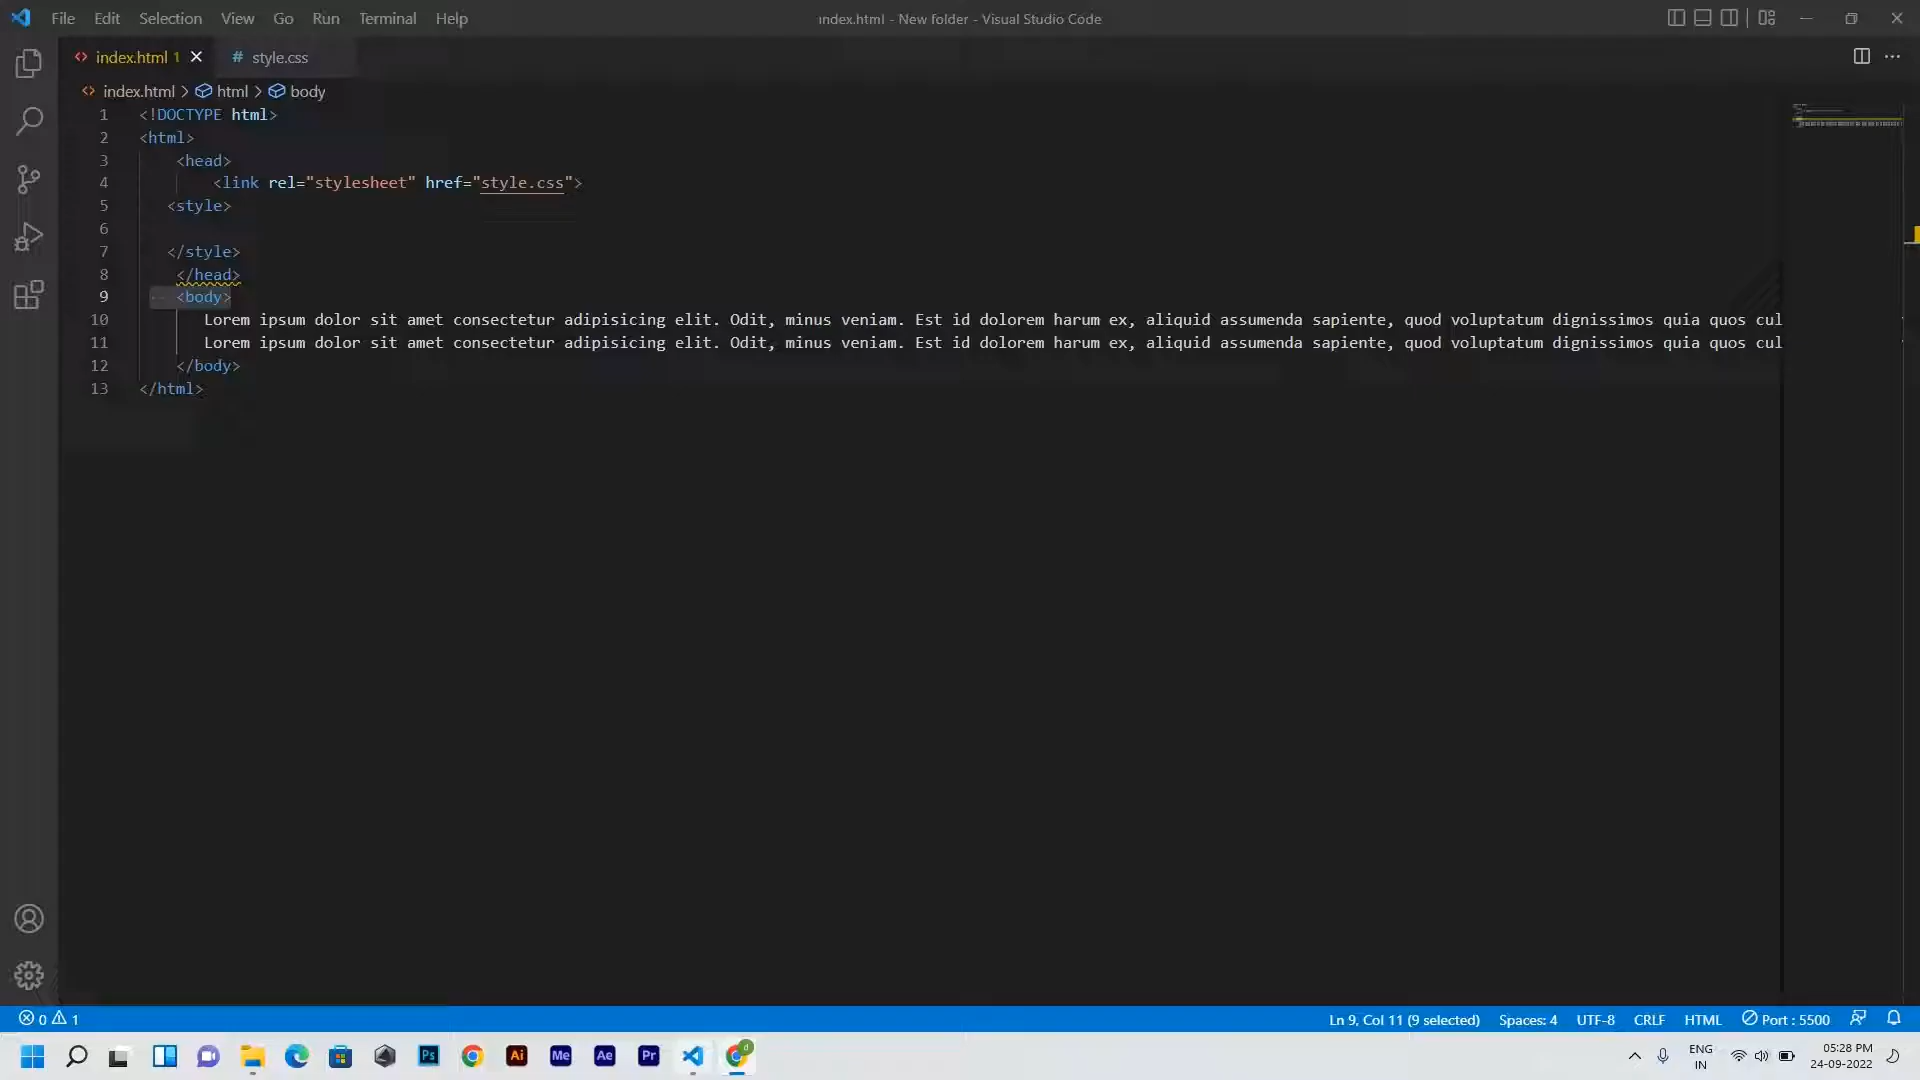 File Edit Selection View Go Run Terminal Help
index.html - New folder - Visual Studio Code
index.html 1
# style.css
index.html > html > body
1 <!DOCTYPE html>
2 <html>
3 <head>
4 <link rel="stylesheet" href="style.css">
5 <style>
6
7 </style>
8 </head>
9 <body>
10 Lorem ipsum dolor sit amet consectetur adipisicing elit. Odit, minus veniam. Est id dolorem harum ex, aliquid assumenda sapiente, quod voluptatum dignissimos quia quos cul
11 Lorem ipsum dolor sit amet consectetur adipisicing elit. Odit, minus veniam. Est id dolorem harum ex, aliquid assumenda sapiente, quod voluptatum dignissimos quia quos cul
12 </body>
13 </html>
0 1
Ln 9, Col 11 (9 selected) Spaces: 4 UTF-8 CRLF HTML Port : 5500
Ps Ai Me Ae Pr d
ENG
IN
05:28 PM
24-09-2022